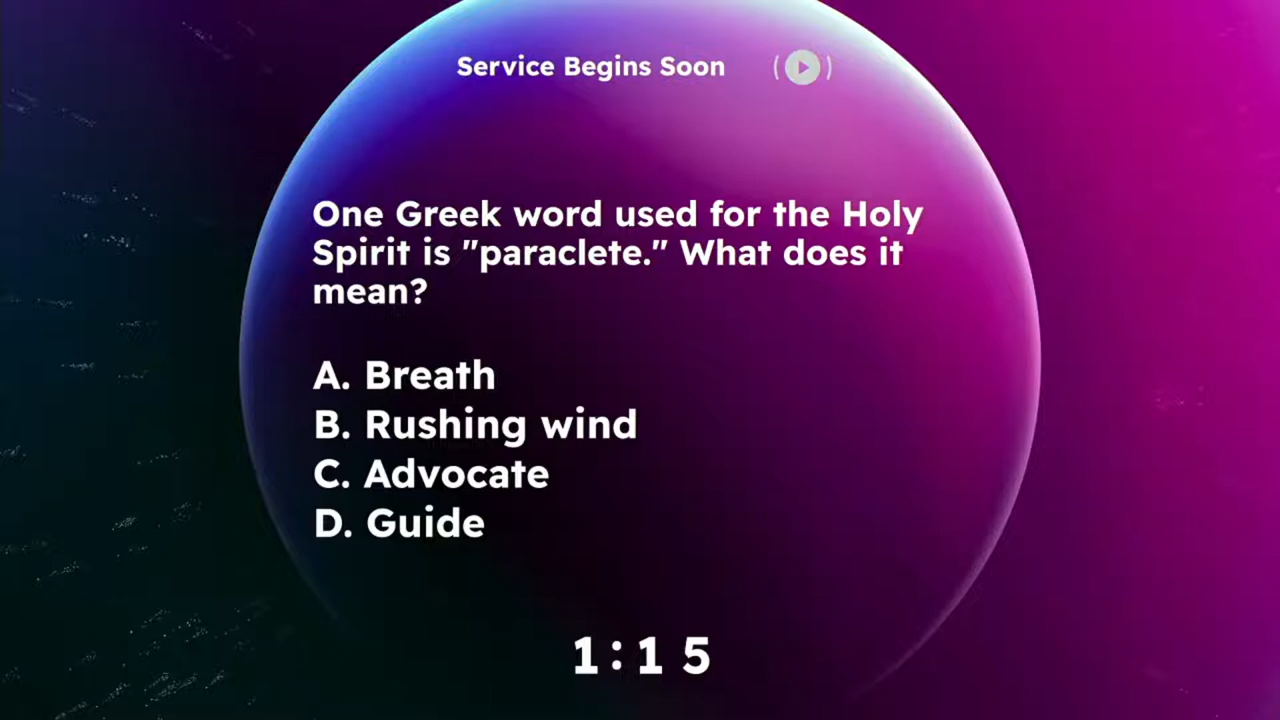 Service Begins Soon
One Greek word used for the Holy
Spirit is "paraclete." What does it
mean?
A. Breath
B. Rushing wind
C. Advocate
D. Guide
1:15